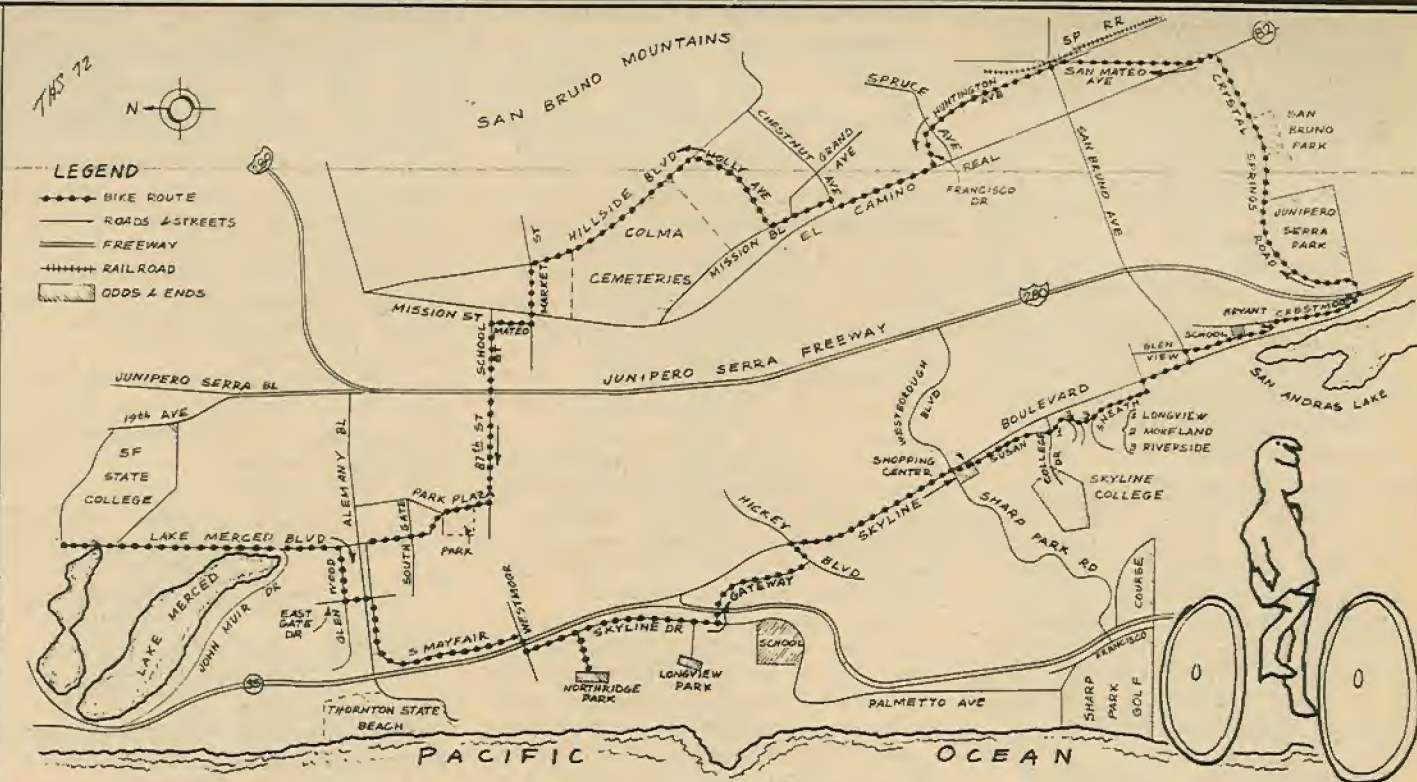 THS 72
N
LEGEND
BIKE ROUTE
ROADS & STREETS
FREEWAY
RAILROAD
ODDS & ENDS
280
SAN BRUNO MOUNTAINS
SP RR
82
SAN MATEO
AVE
SPRUCE
AVE
HUNTINGTON
AVE
CHESTNUT
AVE
GRAND
AVE
HOLLY
AVE
HILLSIDE BLVD
COLMA
CEMETERIES
MISSION BL
EL
CAMINO
REAL
FRANCISCO
DR
SAN BRUNO AVE
CRYSTAL
SPRINGS
ROAD
SAN
BRUNO
PARK
JUNIPERO
SERRA
PARK
MARKET
ST
MISSION ST
MATEO
SCHOOL
ST
JUNIPERO SERRA BL
JUNIPERO SERRA FREEWAY
280
BRYANT
CRESTMOOR
SCHOOL
GLEN
VIEW
SAN ANDRAS LAKE
19th AVE
SF
STATE
COLLEGE
ALEMANY BL
87th ST
PARK PLAZ
PARK
SOUTH GATE
LAKE MERCED BLVD
LAKE MERCED
JOHN MUIR DR
GLEN
WOOD
EAST
GATE
DR
WESTBOROUGH
BLVD
BOULEVARD
SHOPPING
CENTER
SUSAN
COLLEGE
DR
1
2
3
SNEATH
1 LONGVIEW
2 MORELAND
3 RIVERSIDE
SKYLINE
COLLEGE
SKYLINE
HICKEY
BLVD
SHARP PARK RD
GATEWAY
WESTMOOR
S MAYFAIR
SKYLINE DR
35
SCHOOL
NORTHRIDGE
PARK
LONGVIEW
PARK
PALMETTO AVE
FRANCISCO
SHARP
PARK
GOLF
COURSE
THORNTON STATE
BEACH
PACIFIC OCEAN